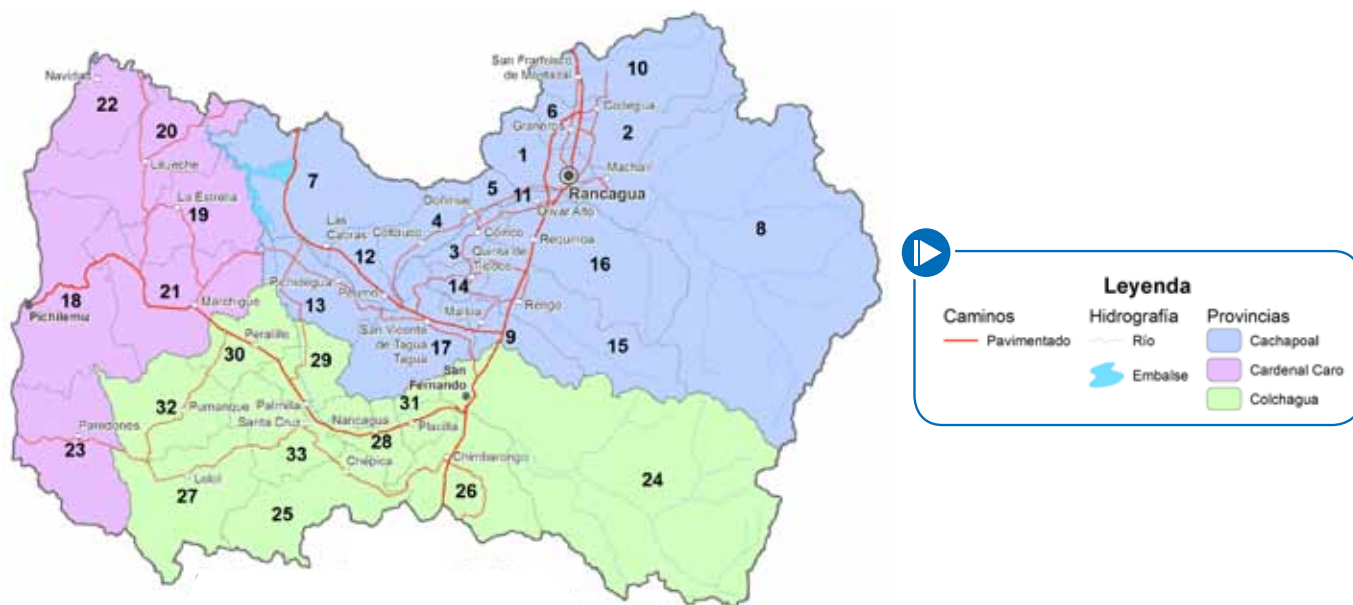 San Francisco
de Mostazal
10
Navidad
22
6
Codegua
20
Graneros
2
1
Litueche
Machalí
7
5
11
Rancagua
La Estrella
Doñihue
19
Olivar Alto
4
8
Las
Cabras
Coltauco
Coínco
Requinoa
12
3
Quinta de
Tilcoco
16
14
Pichidegua
21
18
Marchigüe
Peumo
Rengo
Pichilemu
13
Malloa
San Vicente
de Tagua
Tagua
9
Peralillo
15
17
30
29
San
Fernando
31
32
Pumanque
Palmilla
Nancagua
Placilla
Santa Cruz
Paredones
28
23
33
Chimbarongo
Chépica
Lolol
24
27
26
25
Leyenda
Caminos
Pavimentado
Hidrografía
Río
Embalse
Provincias
Cachapoal
Cardenal Caro
Colchagua